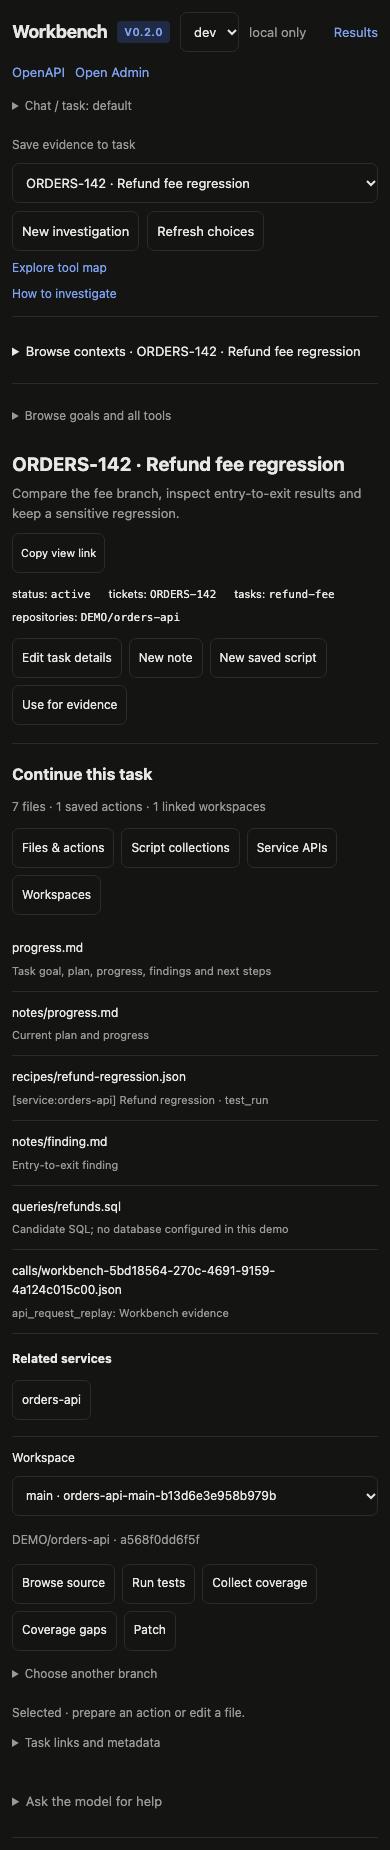 Workbench V0.2.0 dev local only Results
OpenAPI Open Admin
Chat / task: default
Save evidence to task
ORDERS-142 · Refund fee regression
New investigation Refresh choices
Explore tool map
How to investigate
Browse contexts · ORDERS-142 · Refund fee regression
Browse goals and all tools
ORDERS-142 · Refund fee regression
Compare the fee branch, inspect entry-to-exit results and
keep a sensitive regression.
Copy view link
status: active tickets: ORDERS-142 tasks: refund-fee
repositories: DEMO/orders-api
Edit task details New note New saved script
Use for evidence
Continue this task
7 files · 1 saved actions · 1 linked workspaces
Files & actions Script collections Service APIs
Workspaces
progress.md
Task goal, plan, progress, findings and next steps
notes/progress.md
Current plan and progress
recipes/refund-regression.json
[service:orders-api] Refund regression · test_run
notes/finding.md
Entry-to-exit finding
queries/refunds.sql
Candidate SQL; no database configured in this demo
calls/workbench-5bd18564-270c-4691-9159-
4a124c015c00.json
api_request_replay: Workbench evidence
Related services
orders-api
Workspace
main · orders-api-main-b13d6e3e958b979b
DEMO/orders-api · a568f0dd6f5f
Browse source Run tests Collect coverage
Coverage gaps Patch
Choose another branch
Selected · prepare an action or edit a file.
Task links and metadata
Ask the model for help